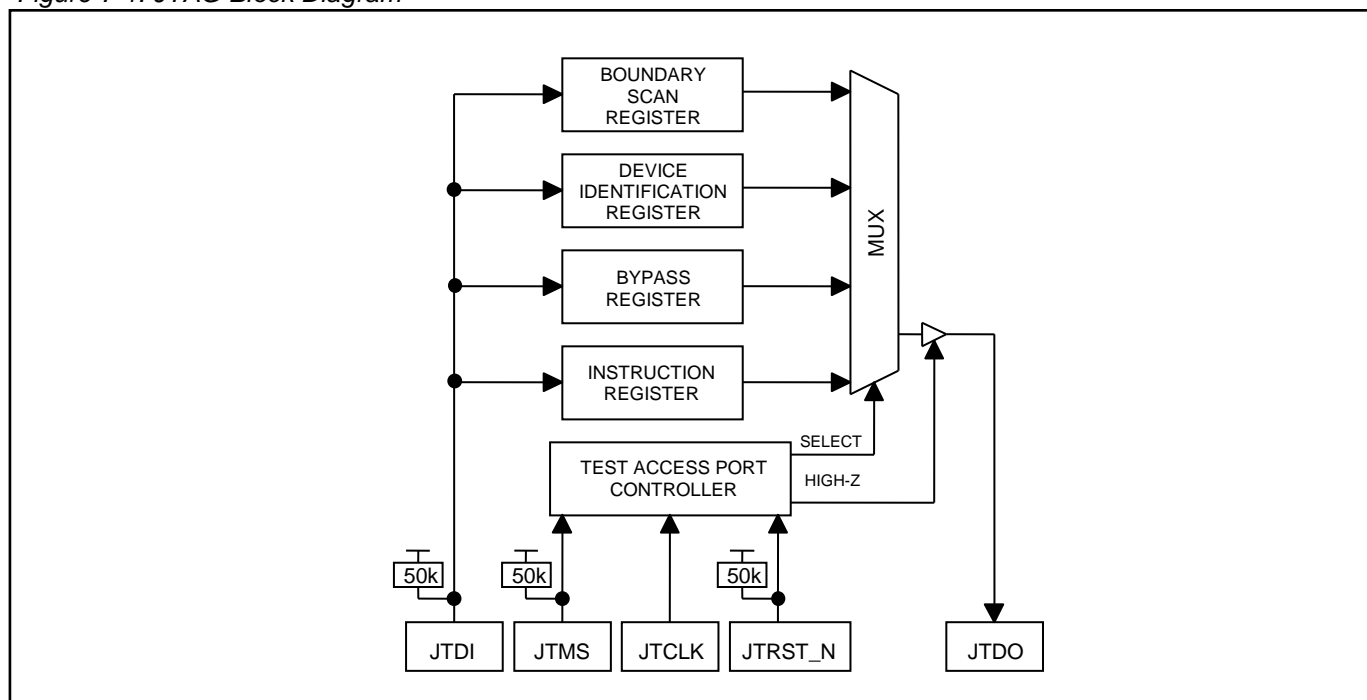 BOUNDARY
SCAN
REGISTER
DEVICE
IDENTIFICATION
REGISTER
BYPASS
REGISTER
INSTRUCTION
REGISTER
MUX
SELECT
TEST ACCESS PORT
CONTROLLER
HIGH-Z
50k
50k
50k
JTDI
JTMS
JTCLK
JTRST_N
JTDO